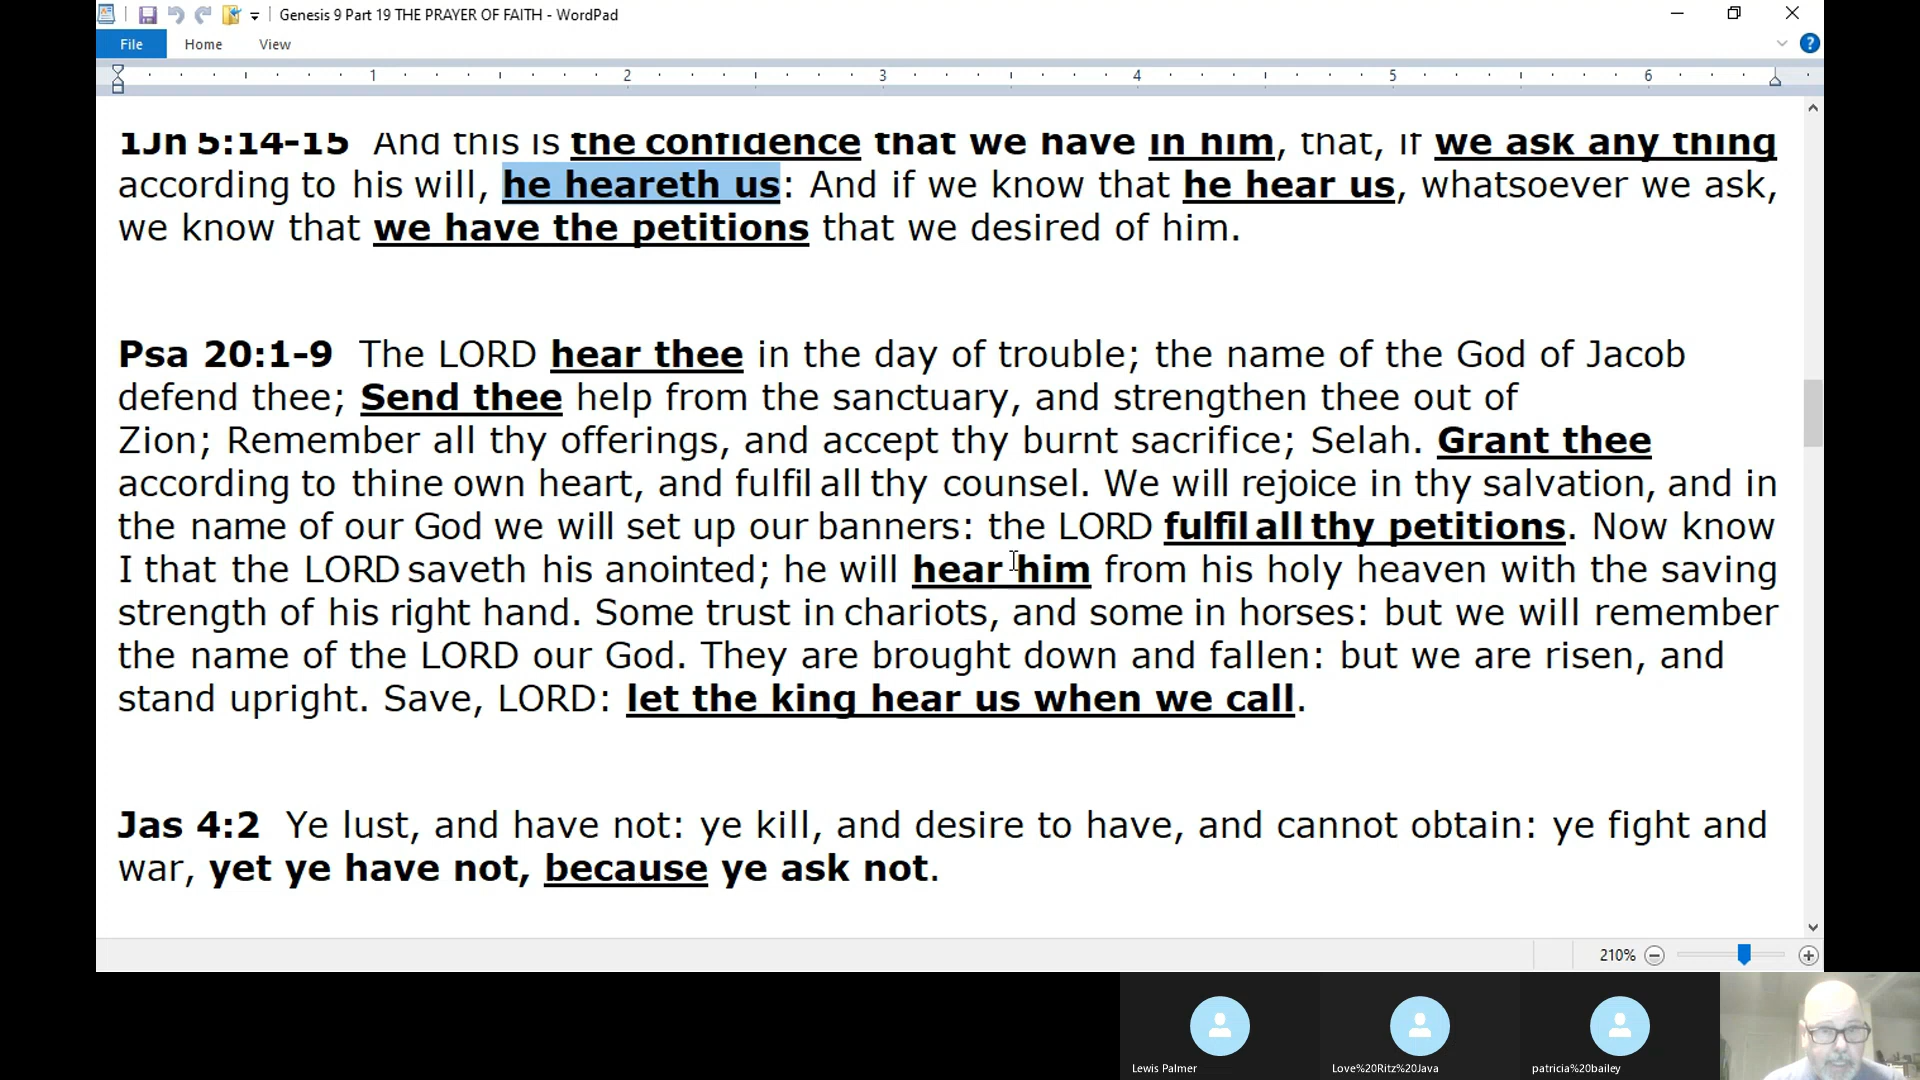 Genesis 9 Part 19 THE PRAYER OF FAITH - WordPad
File Home View
1 2 3 4 5 6
1Jn 5:14-15 And this is the confidence that we have in him, that, if we ask any thing
according to his will, he heareth us: And if we know that he hear us, whatsoever we ask,
we know that we have the petitions that we desired of him.
Psa 20:1-9 The LORD hear thee in the day of trouble; the name of the God of Jacob
defend thee; Send thee help from the sanctuary, and strengthen thee out of
Zion; Remember all thy offerings, and accept thy burnt sacrifice; Selah. Grant thee
according to thine own heart, and fulfil all thy counsel. We will rejoice in thy salvation, and in
the name of our God we will set up our banners: the LORD fulfil all thy petitions. Now know
I that the LORD saveth his anointed; he will hear him from his holy heaven with the saving
strength of his right hand. Some trust in chariots, and some in horses: but we will remember
the name of the LORD our God. They are brought down and fallen: but we are risen, and
stand upright. Save, LORD: let the king hear us when we call.
Jas 4:2 Ye lust, and have not: ye kill, and desire to have, and cannot obtain: ye fight and
war, yet ye have not, because ye ask not.
210%
Lewis Palmer Love%20Ritz%20Java patricia%20bailey